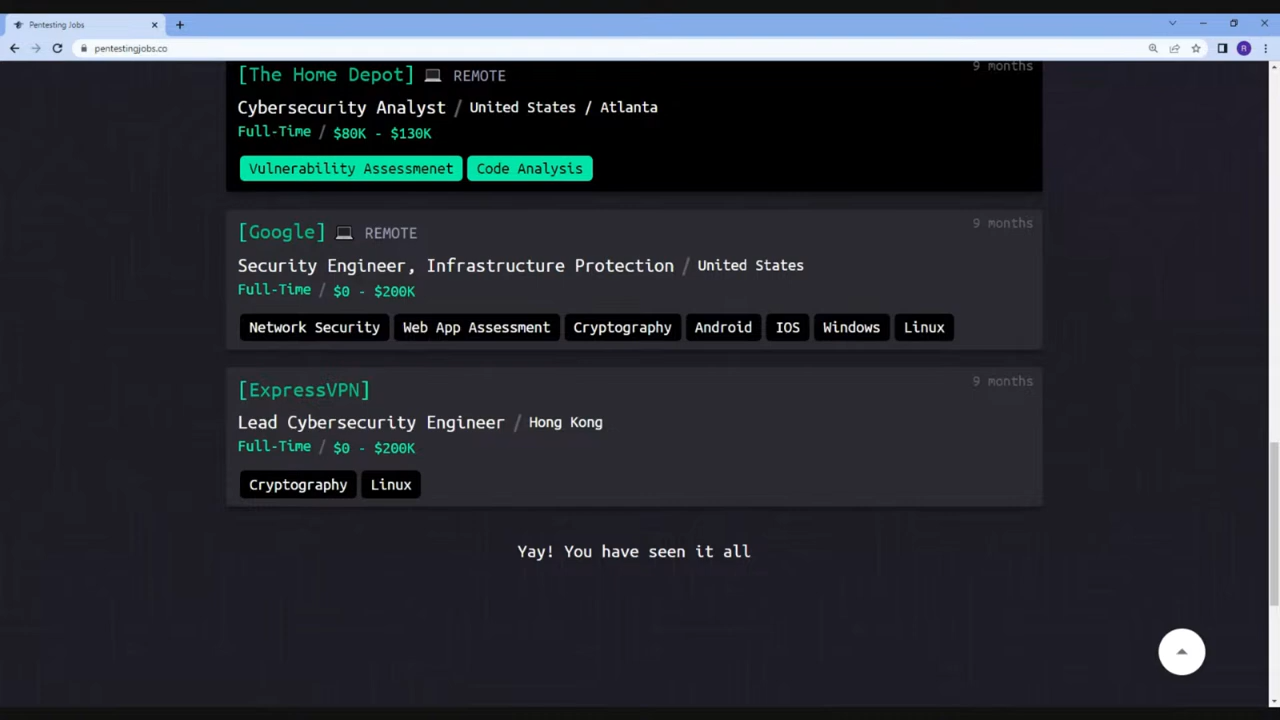 Pentesting Jobs
pentestingjobs.co
R
[The Home Depot] REMOTE
9 months
Cybersecurity Analyst / United States / Atlanta
Full-Time / $80K - $130K
Vulnerability Assessmenet Code Analysis
[Google] REMOTE
9 months
Security Engineer, Infrastructure Protection / United States
Full-Time / $0 - $200K
Network Security Web App Assessment Cryptography Android IOS Windows Linux
[ExpressVPN]
9 months
Lead Cybersecurity Engineer / Hong Kong
Full-Time / $0 - $200K
Cryptography Linux
Yay! You have seen it all